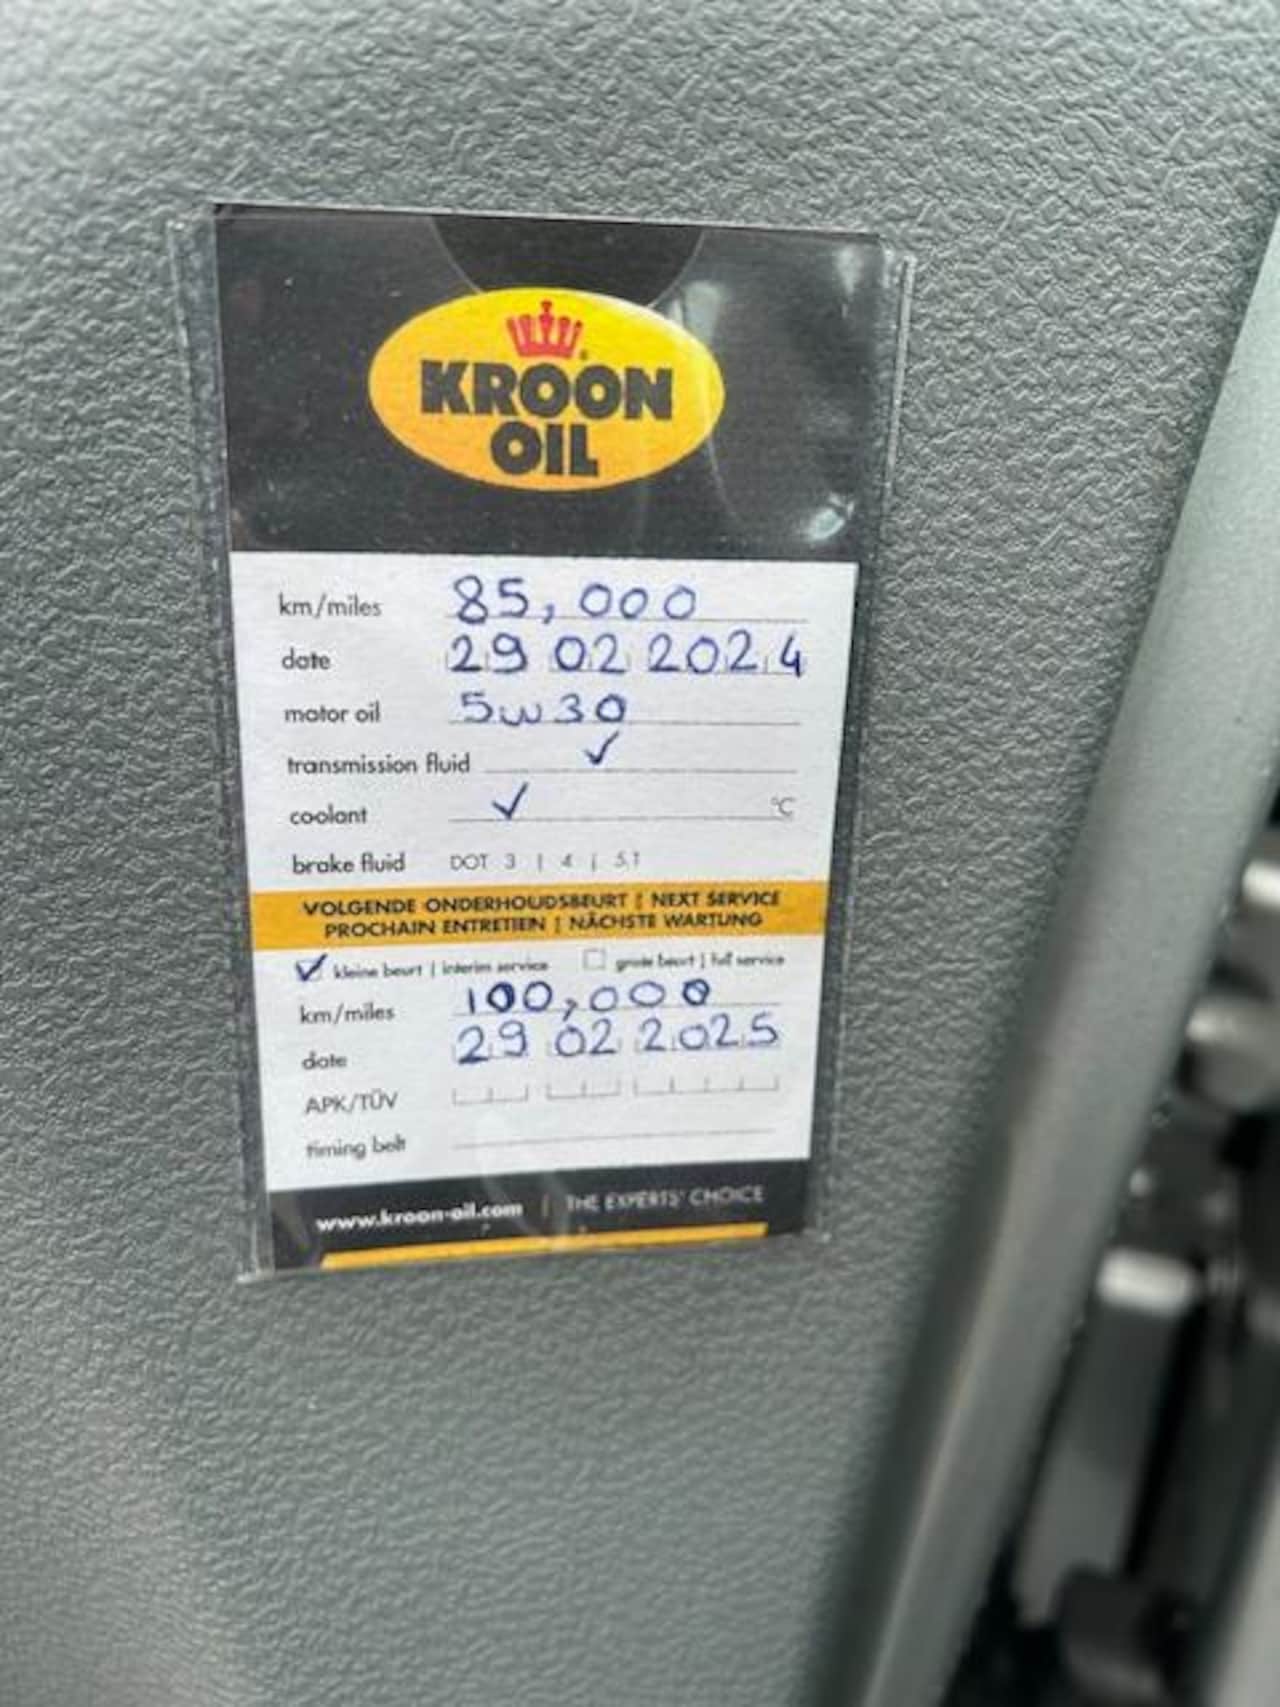 KROON
OIL
km/miles 85,000
date 29 02 2024
motor oil 5W30
transmission fluid ✓
coolant ✓ °C
brake fluid DOT 3 | 4 | 5.1
VOLGENDE ONDERHOUDSBEURT | NEXT SERVICE
PROCHAIN ENTRETIEN | NÄCHSTE WARTUNG
✓ kleine beurt | interim service grote beurt | full service
km/miles 100,000
date 29 02 2025
APK/TÜV
timing belt
www.kroon-oil.com | THE EXPERTS' CHOICE